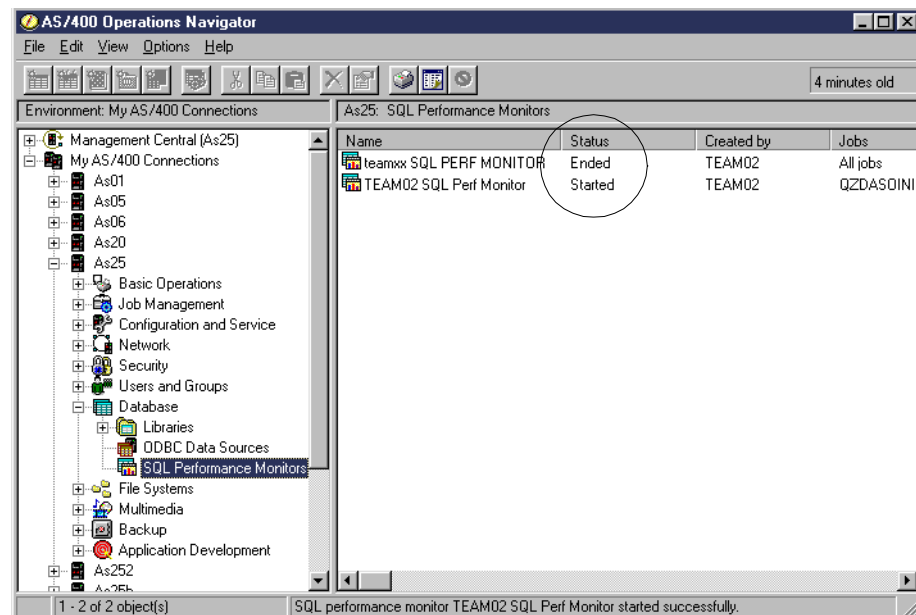 AS/400 Operations Navigator
File Edit View Options Help
4 minutes old
Environment: My AS/400 Connections
As25: SQL Performance Monitors
Management Central (As25)
My AS/400 Connections
As01
As05
As06
As20
As25
Basic Operations
Job Management
Configuration and Service
Network
Security
Users and Groups
Database
Libraries
ODBC Data Sources
SQL Performance Monitors
File Systems
Multimedia
Backup
Application Development
As252
Name Status Created by Jobs
teamxx SQL PERF MONITOR Ended TEAM02 All jobs
TEAM02 SQL Perf Monitor Started TEAM02 QZDASOINI
1 - 2 of 2 object(s)
SQL performance monitor TEAM02 SQL Perf Monitor started successfully.